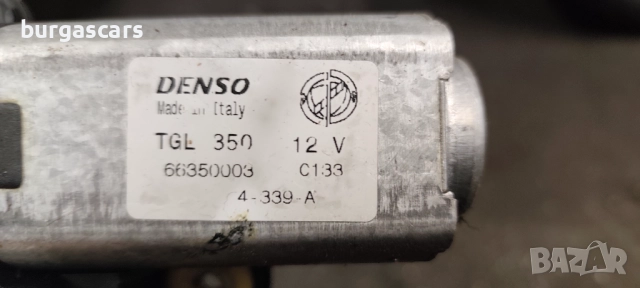 burgascars
DENSO
Made in Italy
TGL 350 12 V
66350003 C133
4-339-A
BAZAR